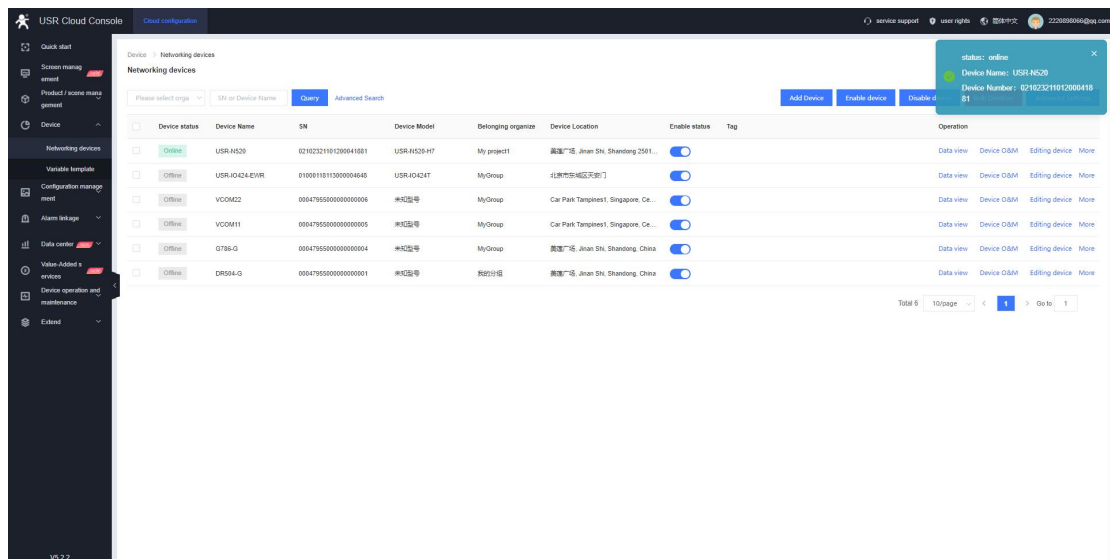 USR Cloud Console
Cloud configuration
service support
user rights
简体中文
2220898066@qq.com
Quick start
Screen manag
ement
Product / scene mana
gement
Device
Networking devices
Variable template
Configuration manage
ment
Alarm linkage
Data center
Value-Added s
ervices
Device operation and
maintenance
Extend
V5.2.2
Device > Networking devices
Networking devices
Please select orga
SN or Device Name
Query
Advanced Search
Add Device
Enable device
Disable d
status: online
Device Name: USR-N520
Device Number: 021023211012000418
81
Device status Device Name SN Device Model Belonging organize Device Location Enable status Tag Operation
Online USR-N520 02102321101200041881 USR-N520-H7 My project1 Jinan Shi, Shandong 2501... Data view Device O&M Editing device More
Offline USR-IO424-EWR 01000118113000004648 USR-IO424T MyGroup 北京市东城区天安门 Data view Device O&M Editing device More
Offline VCOM22 00047955000000000006 未知型号 MyGroup Car Park Tampines1, Singapore, Ce... Data view Device O&M Editing device More
Offline VCOM11 00047955000000000005 未知型号 MyGroup Car Park Tampines1, Singapore, Ce... Data view Device O&M Editing device More
Offline G786-G 00047955000000000004 未知型号 MyGroup Jinan Shi, Shandong, China Data view Device O&M Editing device More
Offline DR504-G 00047955000000000001 未知型号 我的分组 Jinan Shi, Shandong, China Data view Device O&M Editing device More
Total 6 10/page < 1 > Go to 1